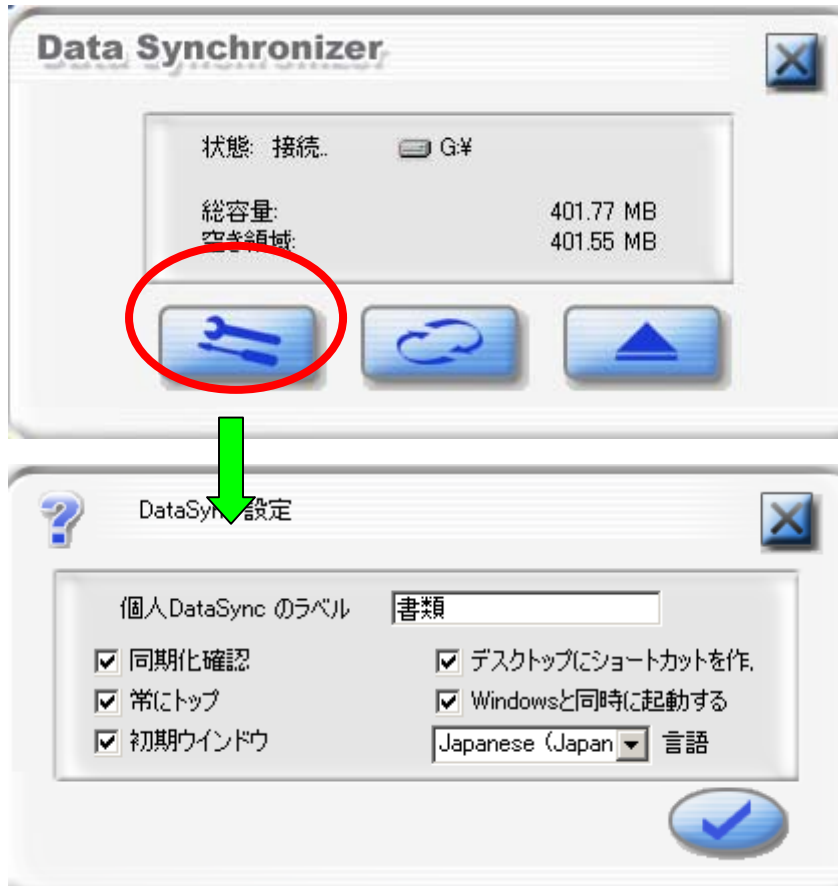 Data Synchronizer
状態: 接続.. G:¥
総容量: 401.77 MB
空き領域: 401.55 MB
DataSync 設定
個人DataSync のラベル 書類
同期化確認 デスクトップにショートカットを作.
常にトップ Windowsと同時に起動する
初期ウインドウ Japanese (Japan 言語